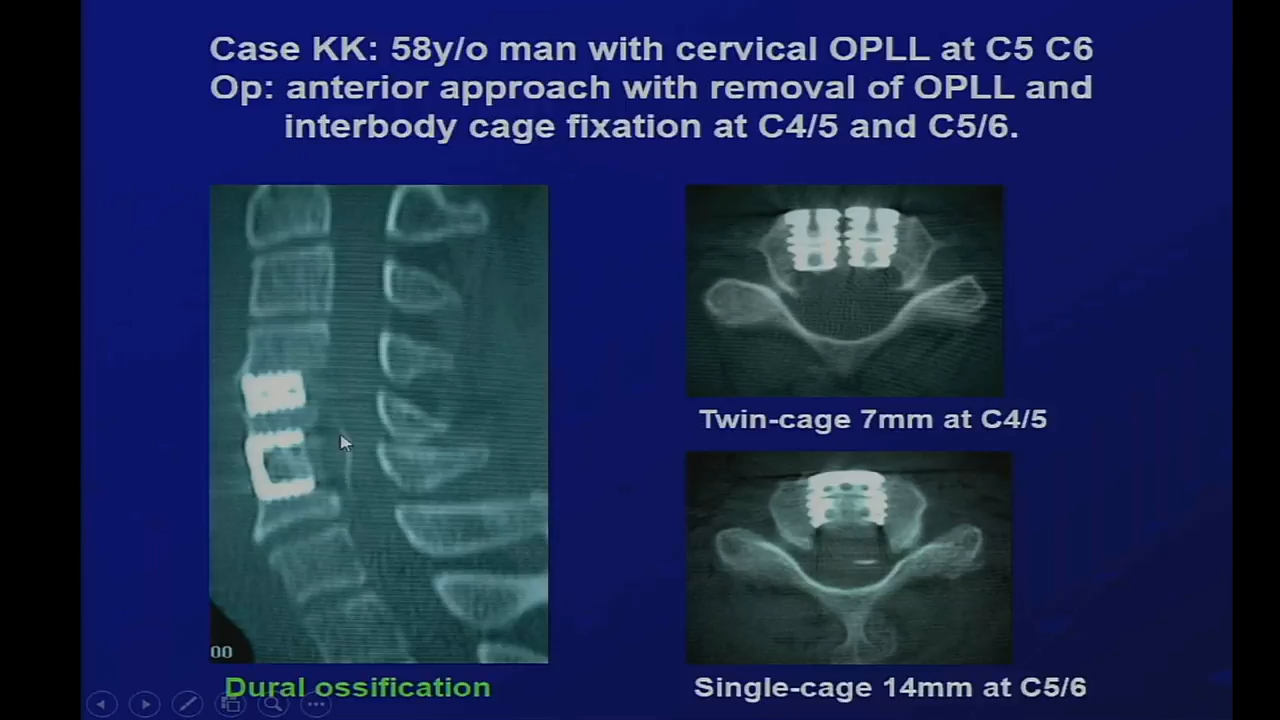 Case KK: 58y/o man with cervical OPLL at C5 C6
Op: anterior approach with removal of OPLL and
interbody cage fixation at C4/5 and C5/6.
Twin-cage 7mm at C4/5
00
Dural ossification
Single-cage 14mm at C5/6